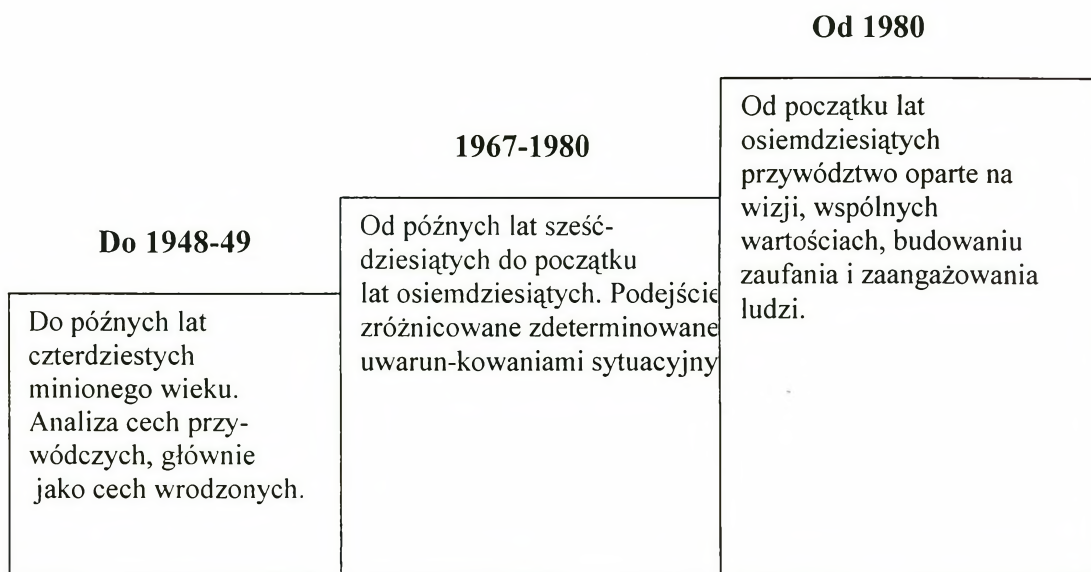 Do 1948-49
Do późnych lat
czterdziestych
minionego wieku.
Analiza cech przy-
wódczych, głównie
jako cech wrodzonych.
1967-1980
Od późnych lat sześć-
dziesiątych do początku
lat osiemdziesiątych. Podejście
zróżnicowane zdeterminowane
uwarun-kowaniami sytuacyjny
Od 1980
Od początku lat
osiemdziesiątych
przywództwo oparte na
wizji, wspólnych
wartościach, budowaniu
zaufania i zaangażowania
ludzi.